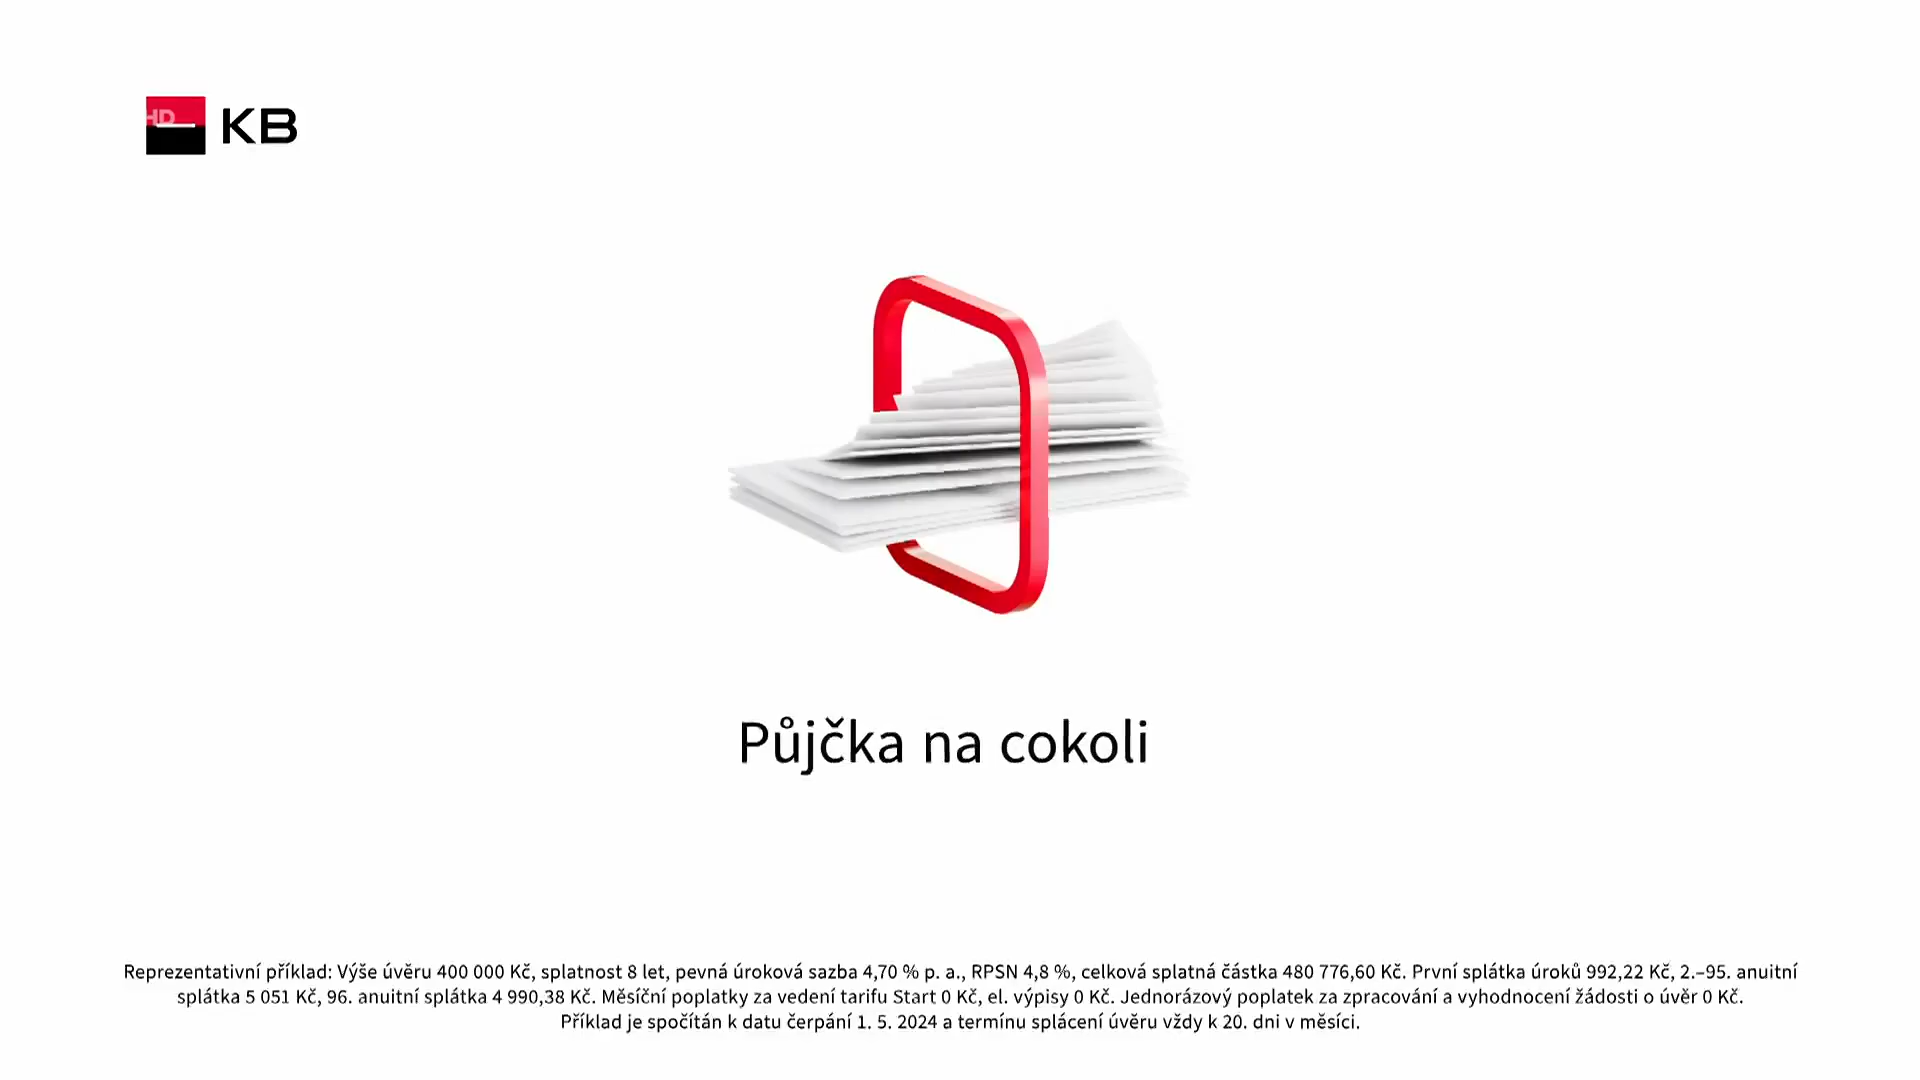 HD
KB
Půjčka na cokoli
Reprezentativní příklad: Výše úvěru 400 000 Kč, splatnost 8 let, pevná úroková sazba 4,70 % p. a., RPSN 4,8 %, celková splatná částka 480 776,60 Kč. První splátka úroků 992,22 Kč, 2.–95. anuitní
splátka 5 051 Kč, 96. anuitní splátka 4 990,38 Kč. Měsíční poplatky za vedení tarifu Start 0 Kč, el. výpisy 0 Kč. Jednorázový poplatek za zpracování a vyhodnocení žádosti o úvěr 0 Kč.
Příklad je spočítán k datu čerpání 1. 5. 2024 a termínu splácení úvěru vždy k 20. dni v měsíci.